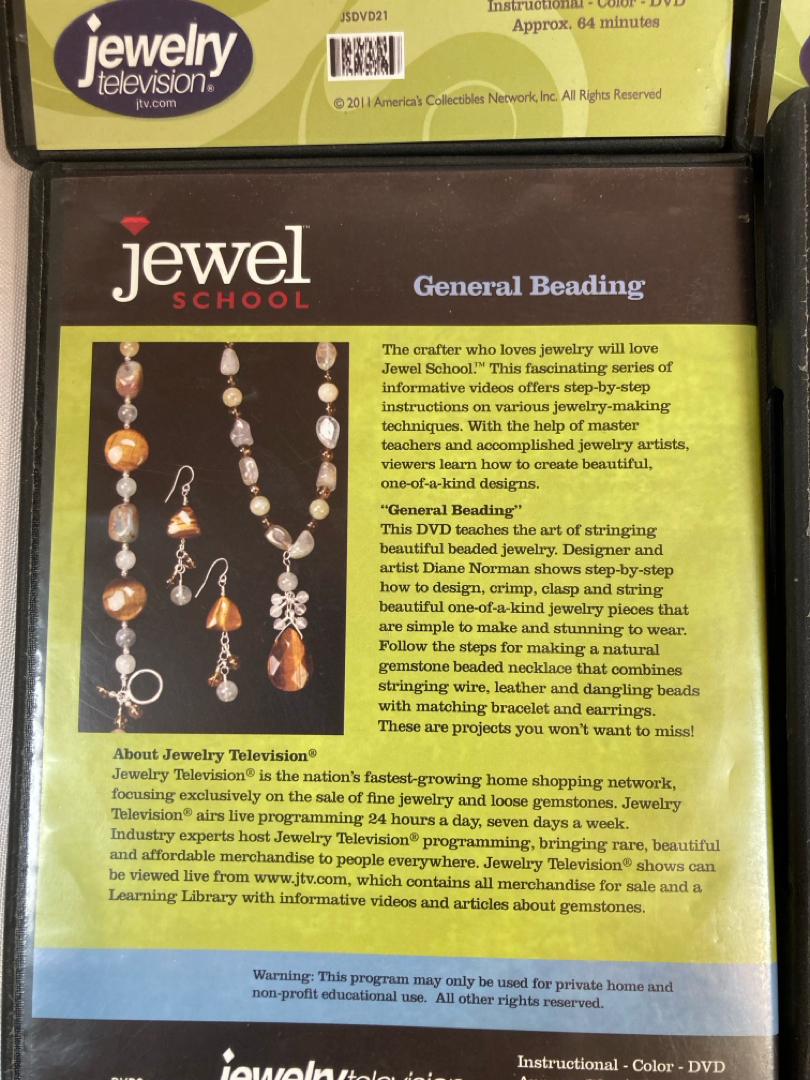 jewelry
television®
jtv.com
JSDVD21
Instructional - Color - DVD
Approx. 64 minutes
© 2011 America's Collectibles Network, Inc. All Rights Reserved
jewel™
SCHOOL
General Beading
The crafter who loves jewelry will love
Jewel School.™ This fascinating series of
informative videos offers step-by-step
instructions on various jewelry-making
techniques. With the help of master
teachers and accomplished jewelry artists,
viewers learn how to create beautiful,
one-of-a-kind designs.
"General Beading"
This DVD teaches the art of stringing
beautiful beaded jewelry. Designer and
artist Diane Norman shows step-by-step
how to design, crimp, clasp and string
beautiful one-of-a-kind jewelry pieces that
are simple to make and stunning to wear.
Follow the steps for making a natural
gemstone beaded necklace that combines
stringing wire, leather and dangling beads
with matching bracelet and earrings.
These are projects you won't want to miss!
About Jewelry Television®
Jewelry Television® is the nation's fastest-growing home shopping network,
focusing exclusively on the sale of fine jewelry and loose gemstones. Jewelry
Television® airs live programming 24 hours a day, seven days a week.
Industry experts host Jewelry Television® programming, bringing rare, beautiful
and affordable merchandise to people everywhere. Jewelry Television® shows can
be viewed live from www.jtv.com, which contains all merchandise for sale and a
Learning Library with informative videos and articles about gemstones.
Warning: This program may only be used for private home and
non-profit educational use. All other rights reserved.
jewelry television
Instructional - Color - DVD